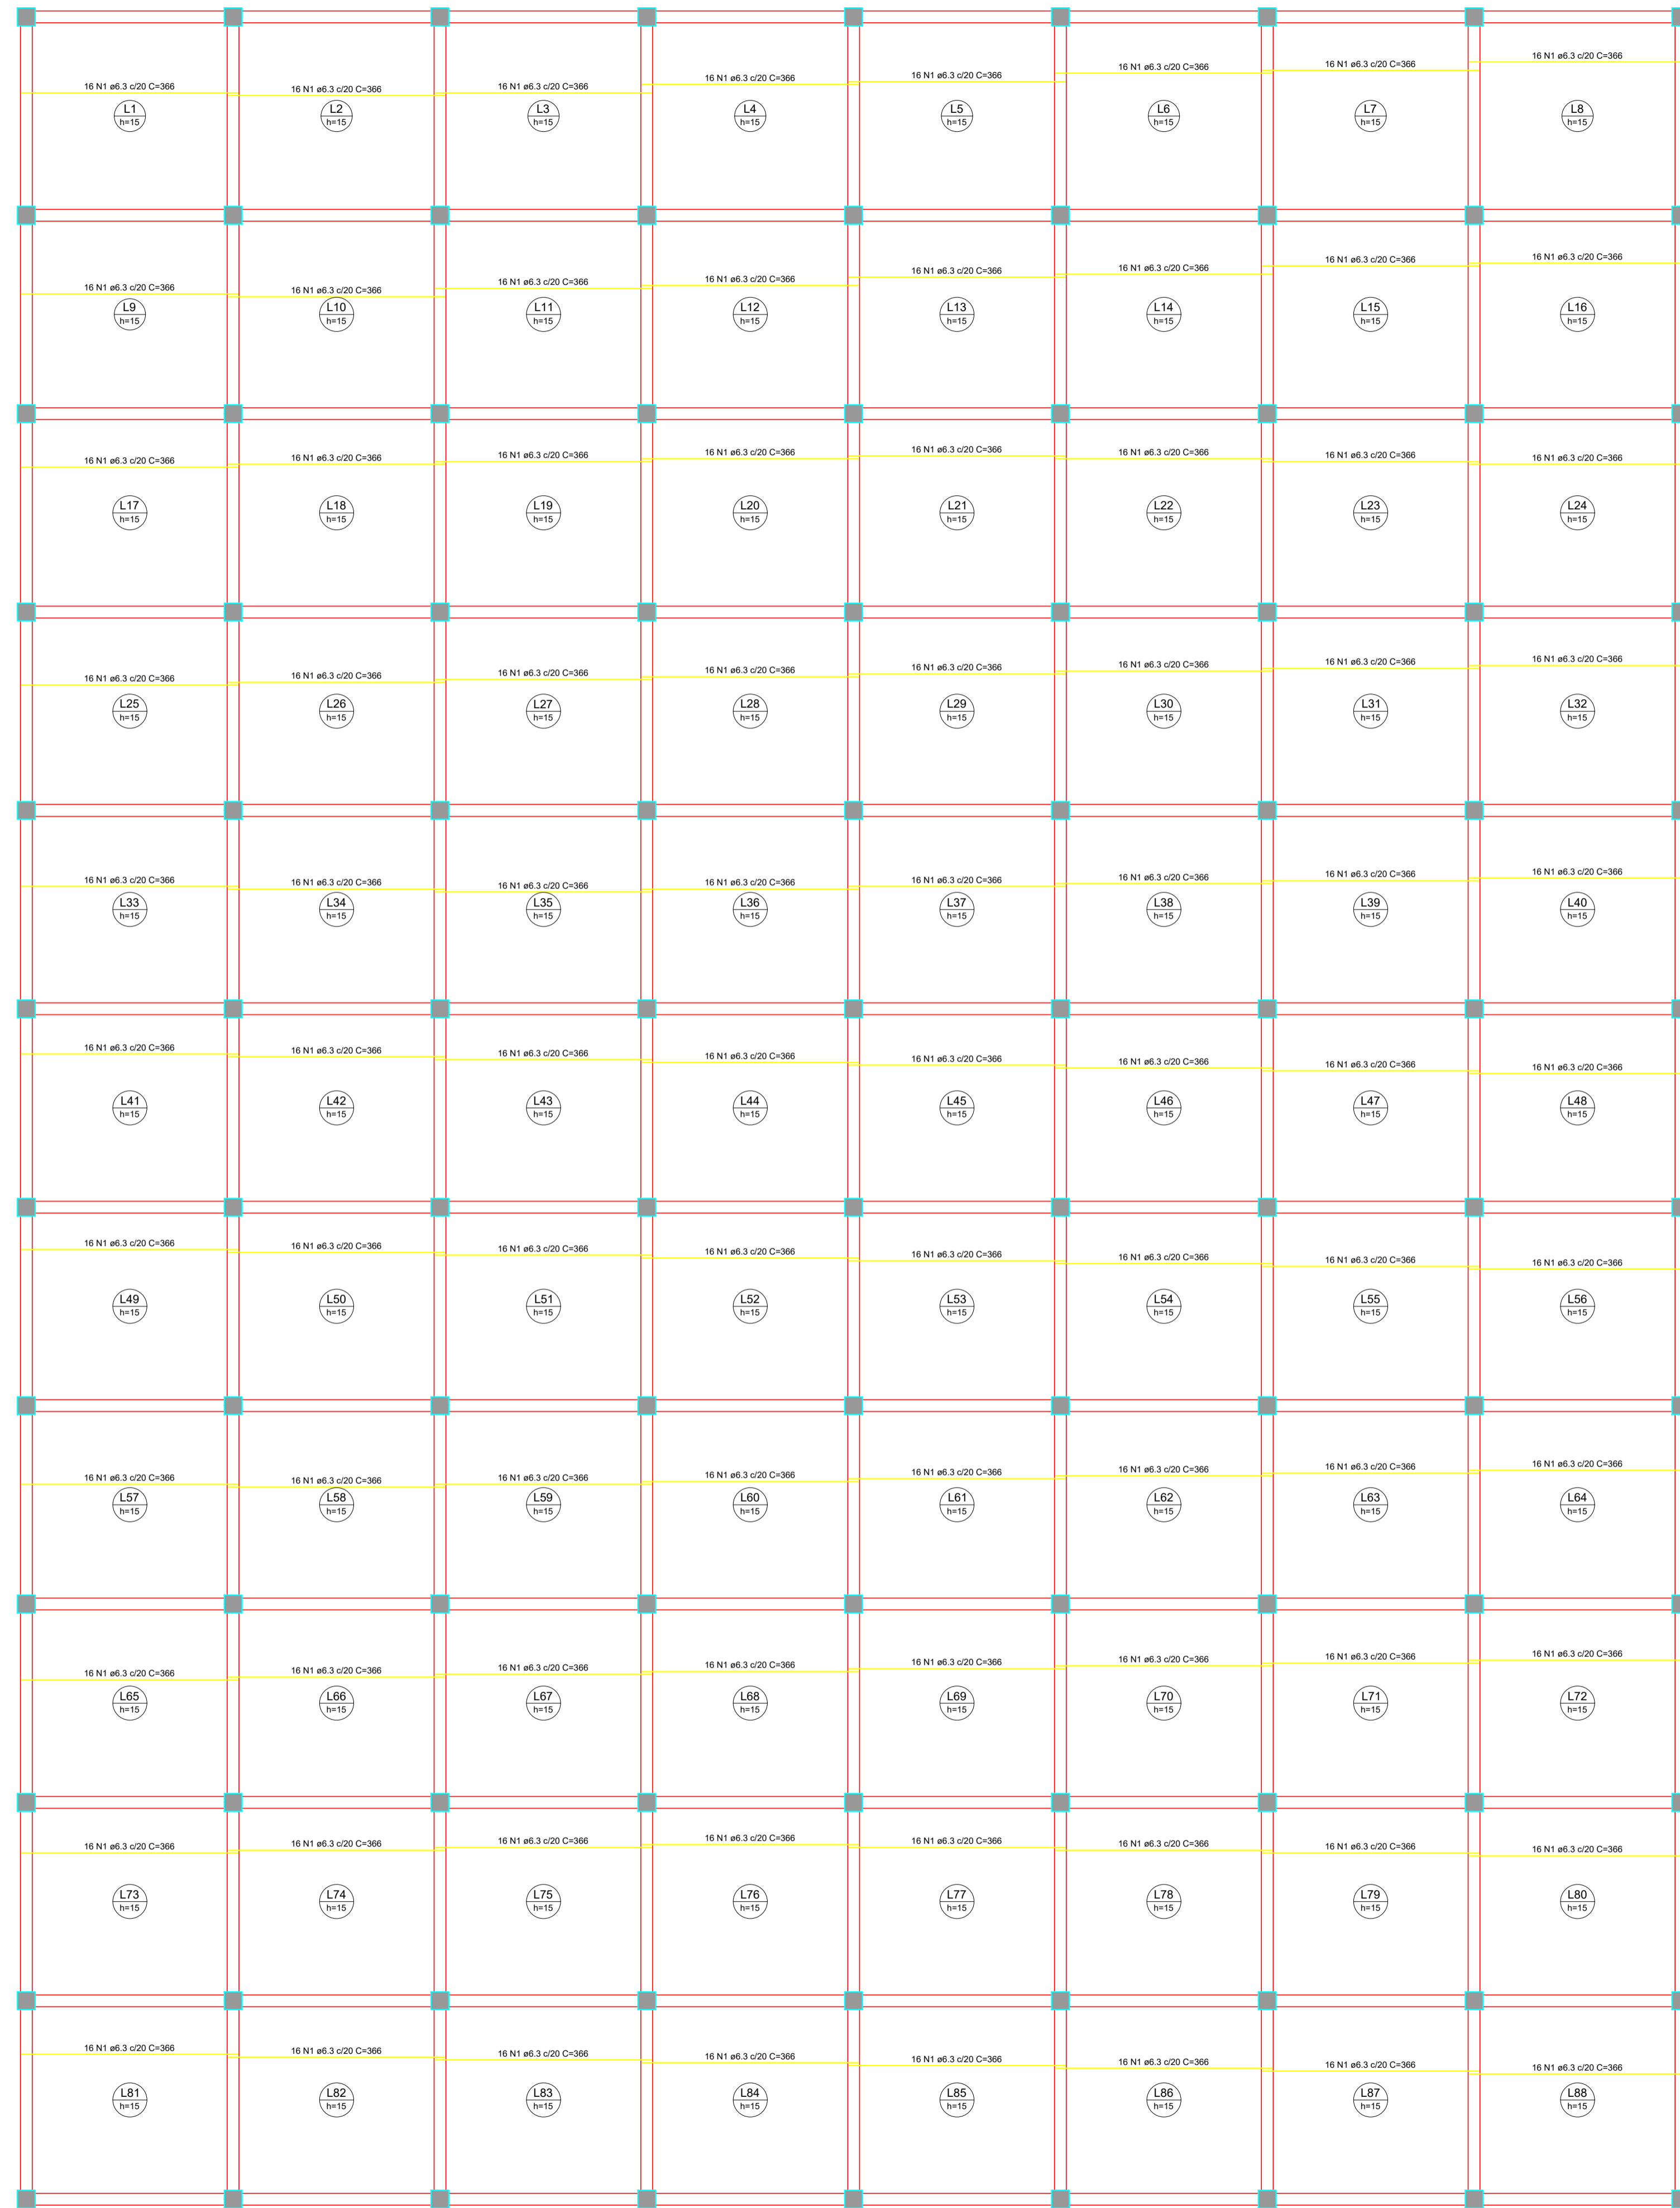 16 N1 ø6.3 c/20 C=366
L1
h=15
16 N1 ø6.3 c/20 C=366
L2
h=15
16 N1 ø6.3 c/20 C=366
L3
h=15
16 N1 ø6.3 c/20 C=366
L4
h=15
16 N1 ø6.3 c/20 C=366
L5
h=15
16 N1 ø6.3 c/20 C=366
L6
h=15
16 N1 ø6.3 c/20 C=366
L7
h=15
16 N1 ø6.3 c/20 C=366
L8
h=15
16 N1 ø6.3 c/20 C=366
L9
h=15
16 N1 ø6.3 c/20 C=366
L10
h=15
16 N1 ø6.3 c/20 C=366
L11
h=15
16 N1 ø6.3 c/20 C=366
L12
h=15
16 N1 ø6.3 c/20 C=366
L13
h=15
16 N1 ø6.3 c/20 C=366
L14
h=15
16 N1 ø6.3 c/20 C=366
L15
h=15
16 N1 ø6.3 c/20 C=366
L16
h=15
16 N1 ø6.3 c/20 C=366
L17
h=15
16 N1 ø6.3 c/20 C=366
L18
h=15
16 N1 ø6.3 c/20 C=366
L19
h=15
16 N1 ø6.3 c/20 C=366
L20
h=15
16 N1 ø6.3 c/20 C=366
L21
h=15
16 N1 ø6.3 c/20 C=366
L22
h=15
16 N1 ø6.3 c/20 C=366
L23
h=15
16 N1 ø6.3 c/20 C=366
L24
h=15
16 N1 ø6.3 c/20 C=366
L25
h=15
16 N1 ø6.3 c/20 C=366
L26
h=15
16 N1 ø6.3 c/20 C=366
L27
h=15
16 N1 ø6.3 c/20 C=366
L28
h=15
16 N1 ø6.3 c/20 C=366
L29
h=15
16 N1 ø6.3 c/20 C=366
L30
h=15
16 N1 ø6.3 c/20 C=366
L31
h=15
16 N1 ø6.3 c/20 C=366
L32
h=15
16 N1 ø6.3 c/20 C=366
L33
h=15
16 N1 ø6.3 c/20 C=366
L34
h=15
16 N1 ø6.3 c/20 C=366
L35
h=15
16 N1 ø6.3 c/20 C=366
L36
h=15
16 N1 ø6.3 c/20 C=366
L37
h=15
16 N1 ø6.3 c/20 C=366
L38
h=15
16 N1 ø6.3 c/20 C=366
L39
h=15
16 N1 ø6.3 c/20 C=366
L40
h=15
16 N1 ø6.3 c/20 C=366
L41
h=15
16 N1 ø6.3 c/20 C=366
L42
h=15
16 N1 ø6.3 c/20 C=366
L43
h=15
16 N1 ø6.3 c/20 C=366
L44
h=15
16 N1 ø6.3 c/20 C=366
L45
h=15
16 N1 ø6.3 c/20 C=366
L46
h=15
16 N1 ø6.3 c/20 C=366
L47
h=15
16 N1 ø6.3 c/20 C=366
L48
h=15
16 N1 ø6.3 c/20 C=366
L49
h=15
16 N1 ø6.3 c/20 C=366
L50
h=15
16 N1 ø6.3 c/20 C=366
L51
h=15
16 N1 ø6.3 c/20 C=366
L52
h=15
16 N1 ø6.3 c/20 C=366
L53
h=15
16 N1 ø6.3 c/20 C=366
L54
h=15
16 N1 ø6.3 c/20 C=366
L55
h=15
16 N1 ø6.3 c/20 C=366
L56
h=15
16 N1 ø6.3 c/20 C=366
L57
h=15
16 N1 ø6.3 c/20 C=366
L58
h=15
16 N1 ø6.3 c/20 C=366
L59
h=15
16 N1 ø6.3 c/20 C=366
L60
h=15
16 N1 ø6.3 c/20 C=366
L61
h=15
16 N1 ø6.3 c/20 C=366
L62
h=15
16 N1 ø6.3 c/20 C=366
L63
h=15
16 N1 ø6.3 c/20 C=366
L64
h=15
16 N1 ø6.3 c/20 C=366
L65
h=15
16 N1 ø6.3 c/20 C=366
L66
h=15
16 N1 ø6.3 c/20 C=366
L67
h=15
16 N1 ø6.3 c/20 C=366
L68
h=15
16 N1 ø6.3 c/20 C=366
L69
h=15
16 N1 ø6.3 c/20 C=366
L70
h=15
16 N1 ø6.3 c/20 C=366
L71
h=15
16 N1 ø6.3 c/20 C=366
L72
h=15
16 N1 ø6.3 c/20 C=366
L73
h=15
16 N1 ø6.3 c/20 C=366
L74
h=15
16 N1 ø6.3 c/20 C=366
L75
h=15
16 N1 ø6.3 c/20 C=366
L76
h=15
16 N1 ø6.3 c/20 C=366
L77
h=15
16 N1 ø6.3 c/20 C=366
L78
h=15
16 N1 ø6.3 c/20 C=366
L79
h=15
16 N1 ø6.3 c/20 C=366
L80
h=15
16 N1 ø6.3 c/20 C=366
L81
h=15
16 N1 ø6.3 c/20 C=366
L82
h=15
16 N1 ø6.3 c/20 C=366
L83
h=15
16 N1 ø6.3 c/20 C=366
L84
h=15
16 N1 ø6.3 c/20 C=366
L85
h=15
16 N1 ø6.3 c/20 C=366
L86
h=15
16 N1 ø6.3 c/20 C=366
L87
h=15
16 N1 ø6.3 c/20 C=366
L88
h=15